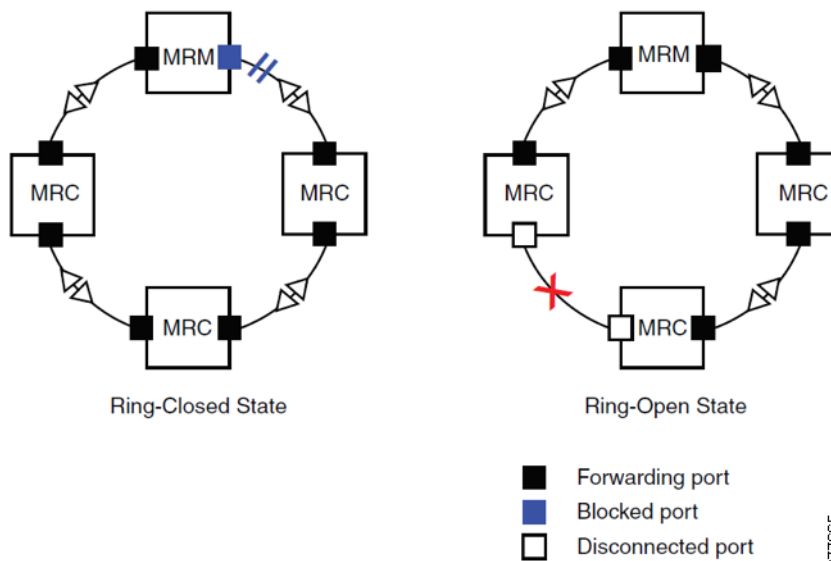 MRM
MRC
MRC
MRC
Ring-Closed State
MRM
MRC
MRC
MRC
Ring-Open State
Forwarding port
Blocked port
Disconnected port